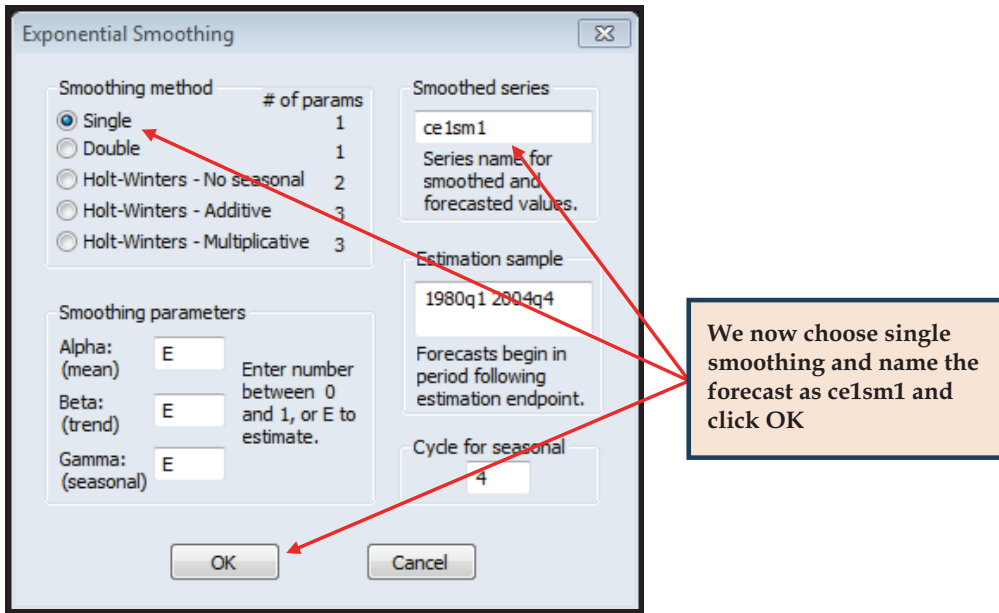 Exponential Smoothing
Smoothing method
# of params
Single 1
Double 1
Holt-Winters - No seasonal 2
Holt-Winters - Additive 3
Holt-Winters - Multiplicative 3
Smoothed series
ce1sm1
Series name for
smoothed and
forecasted values.
Estimation sample
1980q1 2004q4
Forecasts begin in
period following
estimation endpoint.
Smoothing parameters
Alpha: E
(mean)
Beta: E
(trend)
Gamma: E
(seasonal)
Enter number
between 0
and 1, or E to
estimate.
Cycle for seasonal
4
OK
Cancel
We now choose single
smoothing and name the
forecast as ce1sm1 and
click OK